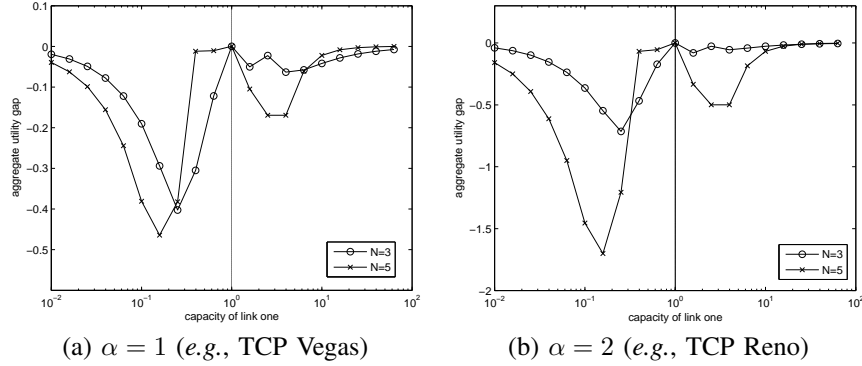 0.1
0
−0.1
−0.2
−0.3
−0.4
−0.5
aggregate utility gap
10^−2 10^−1 10^0 10^1 10^2
capacity of link one
N=3
N=5
(a) α = 1 (e.g., TCP Vegas)
0
−0.5
−1
−1.5
−2
aggregate utility gap
10^−2 10^−1 10^0 10^1 10^2
capacity of link one
N=3
N=5
(b) α = 2 (e.g., TCP Reno)